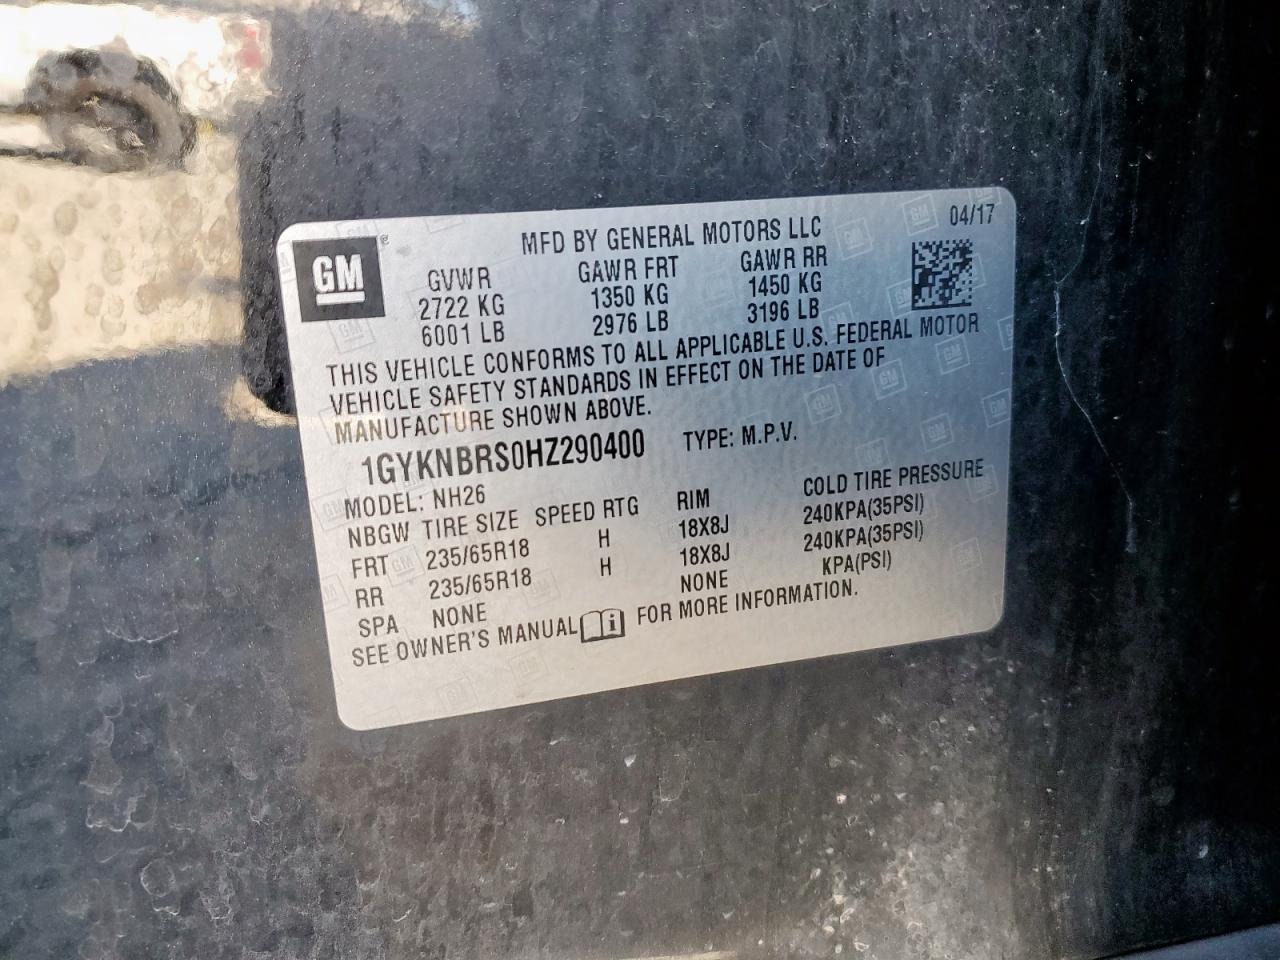 GM
MFD BY GENERAL MOTORS LLC 04/17
GVWR GAWR FRT GAWR RR
2722 KG 1350 KG 1450 KG
6001 LB 2976 LB 3196 LB
THIS VEHICLE CONFORMS TO ALL APPLICABLE U.S. FEDERAL MOTOR
VEHICLE SAFETY STANDARDS IN EFFECT ON THE DATE OF
MANUFACTURE SHOWN ABOVE.
1GYKNBRS0HZ290400 TYPE: M.P.V.
MODEL: NH26
NBGW TIRE SIZE SPEED RTG RIM COLD TIRE PRESSURE
FRT 235/65R18 H 18X8J 240KPA(35PSI)
RR 235/65R18 H 18X8J 240KPA(35PSI)
SPA NONE NONE KPA(PSI)
SEE OWNER'S MANUAL FOR MORE INFORMATION.